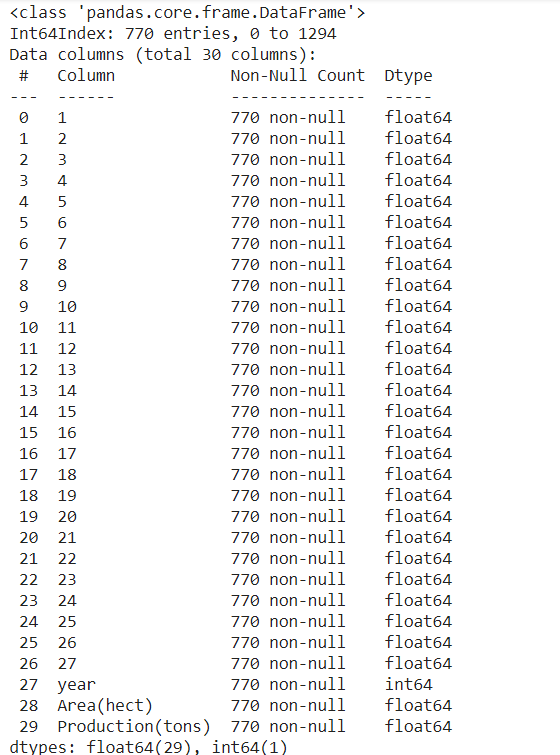 <class 'pandas.core.frame.DataFrame'>
Int64Index: 770 entries, 0 to 1294
Data columns (total 30 columns):
 #   Column            Non-Null Count  Dtype
---  ------            --------------  -----
 0   1                 770 non-null    float64
 1   2                 770 non-null    float64
 2   3                 770 non-null    float64
 3   4                 770 non-null    float64
 4   5                 770 non-null    float64
 5   6                 770 non-null    float64
 6   7                 770 non-null    float64
 7   8                 770 non-null    float64
 8   9                 770 non-null    float64
 9   10                770 non-null    float64
 10  11                770 non-null    float64
 11  12                770 non-null    float64
 12  13                770 non-null    float64
 13  14                770 non-null    float64
 14  15                770 non-null    float64
 15  16                770 non-null    float64
 16  17                770 non-null    float64
 17  18                770 non-null    float64
 18  19                770 non-null    float64
 19  20                770 non-null    float64
 20  21                770 non-null    float64
 21  22                770 non-null    float64
 22  23                770 non-null    float64
 23  24                770 non-null    float64
 24  25                770 non-null    float64
 25  26                770 non-null    float64
 26  27                770 non-null    float64
 27  year              770 non-null    int64
 28  Area(hect)        770 non-null    float64
 29  Production(tons)  770 non-null    float64
dtypes: float64(29), int64(1)